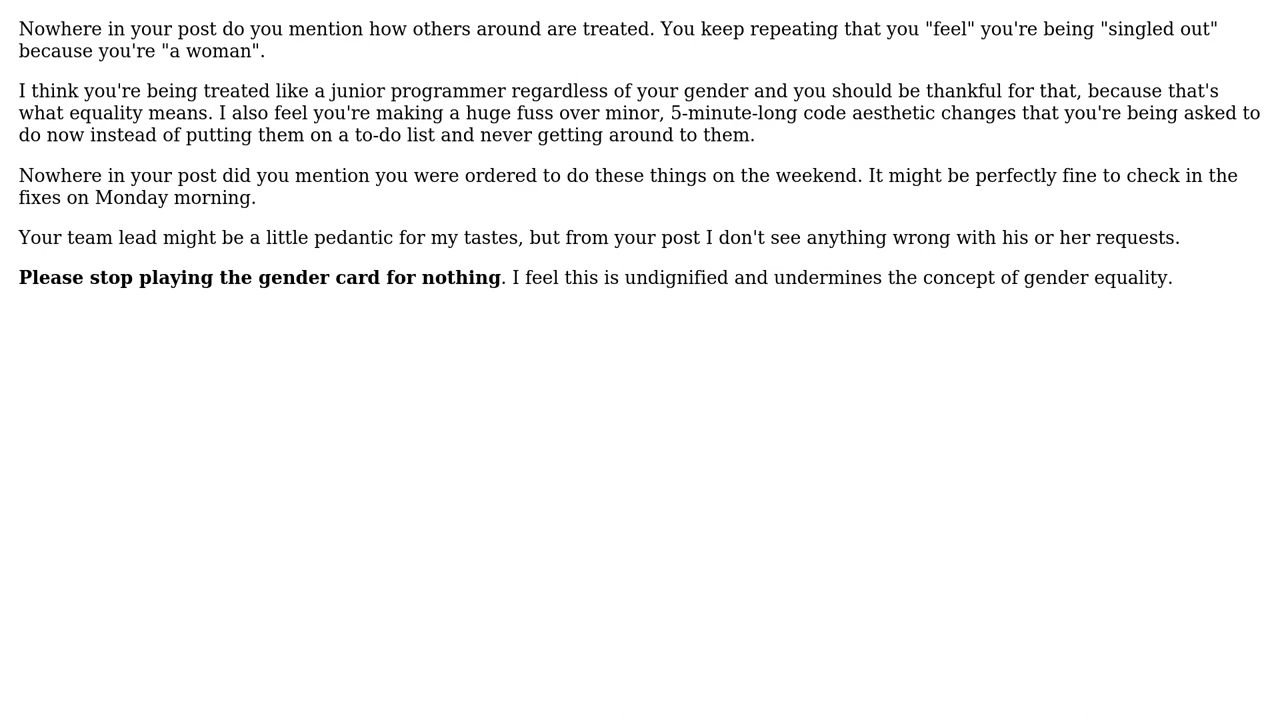 Nowhere in your post do you mention how others around are treated. You keep repeating that you "feel" you're being "singled out"
because you're "a woman".
I think you're being treated like a junior programmer regardless of your gender and you should be thankful for that, because that's
what equality means. I also feel you're making a huge fuss over minor, 5-minute-long code aesthetic changes that you're being asked to
do now instead of putting them on a to-do list and never getting around to them.
Nowhere in your post did you mention you were ordered to do these things on the weekend. It might be perfectly fine to check in the
fixes on Monday morning.
Your team lead might be a little pedantic for my tastes, but from your post I don't see anything wrong with his or her requests.
Please stop playing the gender card for nothing. I feel this is undignified and undermines the concept of gender equality.